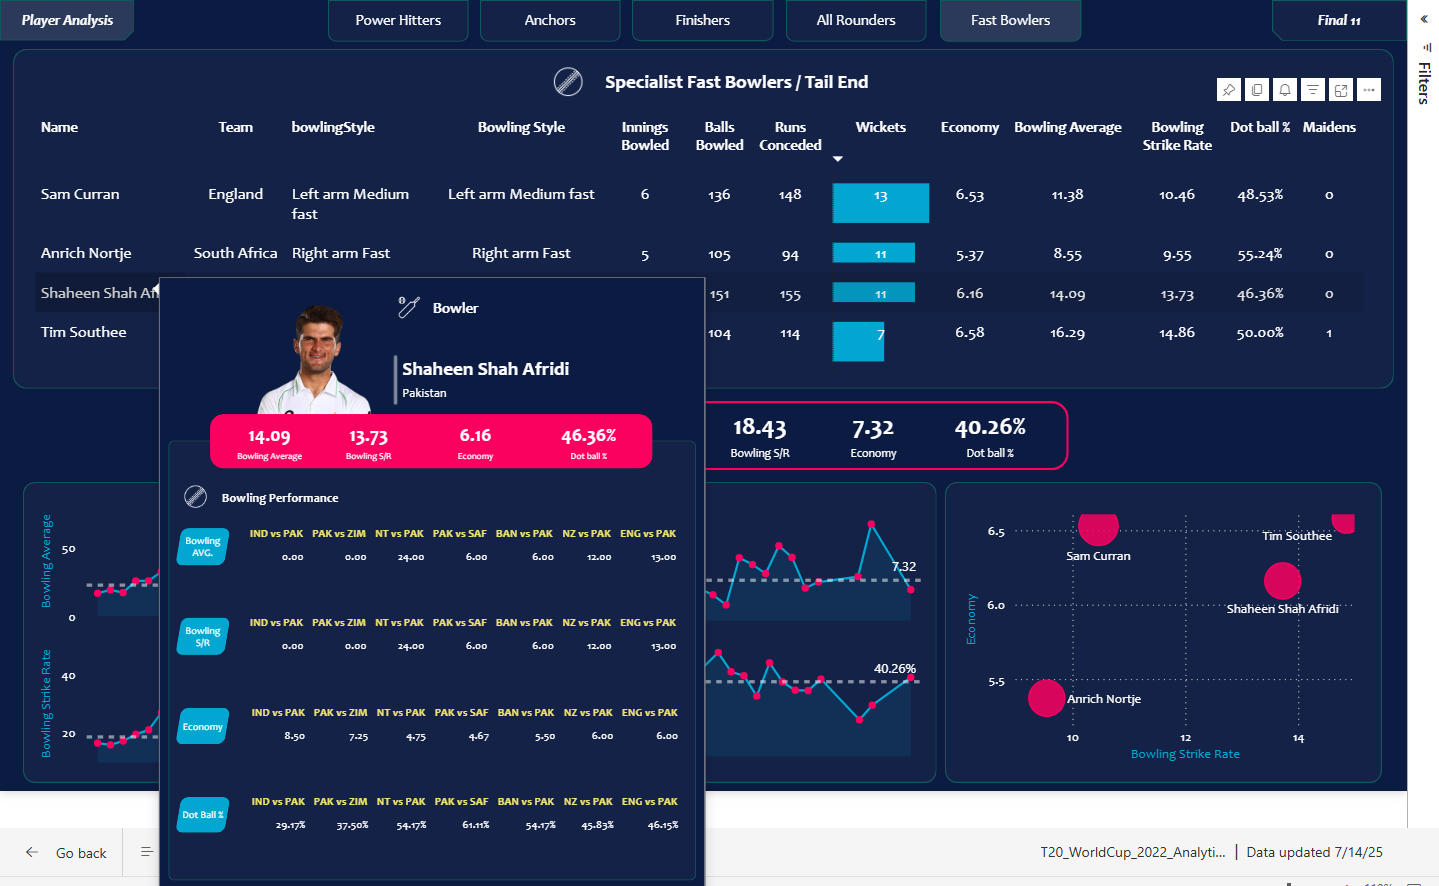 Player Analysis
Power Hitters
Anchors
Finishers
All Rounders
Fast Bowlers
Final 11
Filters
Specialist Fast Bowlers / Tail End
Name Team bowlingStyle Bowling Style Innings Bowled Balls Bowled Runs Conceded Wickets Economy Bowling Average Bowling Strike Rate Dot ball % Maidens
Sam Curran England Left arm Medium fast Left arm Medium fast 6 136 148 13 6.53 11.38 10.46 48.53% 0
Anrich Nortje South Africa Right arm Fast Right arm Fast 5 105 94 11 5.37 8.55 9.55 55.24% 0
Shaheen Shah Af 151 155 11 6.16 14.09 13.73 46.36% 0
Tim Southee 104 114 7 6.58 16.29 14.86 50.00% 1
Bowler
Shaheen Shah Afridi
Pakistan
14.09 13.73 6.16 46.36%
Bowling Average Bowling S/R Economy Dot ball %
Bowling Performance
Bowling AVG.
IND vs PAK PAK vs ZIM NT vs PAK PAK vs SAF BAN vs PAK NZ vs PAK ENG vs PAK
0.00 0.00 24.00 6.00 6.00 12.00 13.00
Bowling S/R
IND vs PAK PAK vs ZIM NT vs PAK PAK vs SAF BAN vs PAK NZ vs PAK ENG vs PAK
0.00 0.00 24.00 6.00 6.00 12.00 13.00
Economy
IND vs PAK PAK vs ZIM NT vs PAK PAK vs SAF BAN vs PAK NZ vs PAK ENG vs PAK
8.50 7.25 4.75 4.67 5.50 6.00 6.00
Dot Ball %
IND vs PAK PAK vs ZIM NT vs PAK PAK vs SAF BAN vs PAK NZ vs PAK ENG vs PAK
29.17% 37.50% 54.17% 61.11% 54.17% 45.83% 46.15%
18.43 7.32 40.26%
Bowling S/R Economy Dot ball %
Bowling Average
50
0
Bowling Strike Rate
40
20
7.32
40.26%
Economy
6.5
6.0
5.5
Sam Curran
Tim Southee
Shaheen Shah Afridi
Anrich Nortje
10 12 14
Bowling Strike Rate
Go back
T20_WorldCup_2022_Analyti... | Data updated 7/14/25